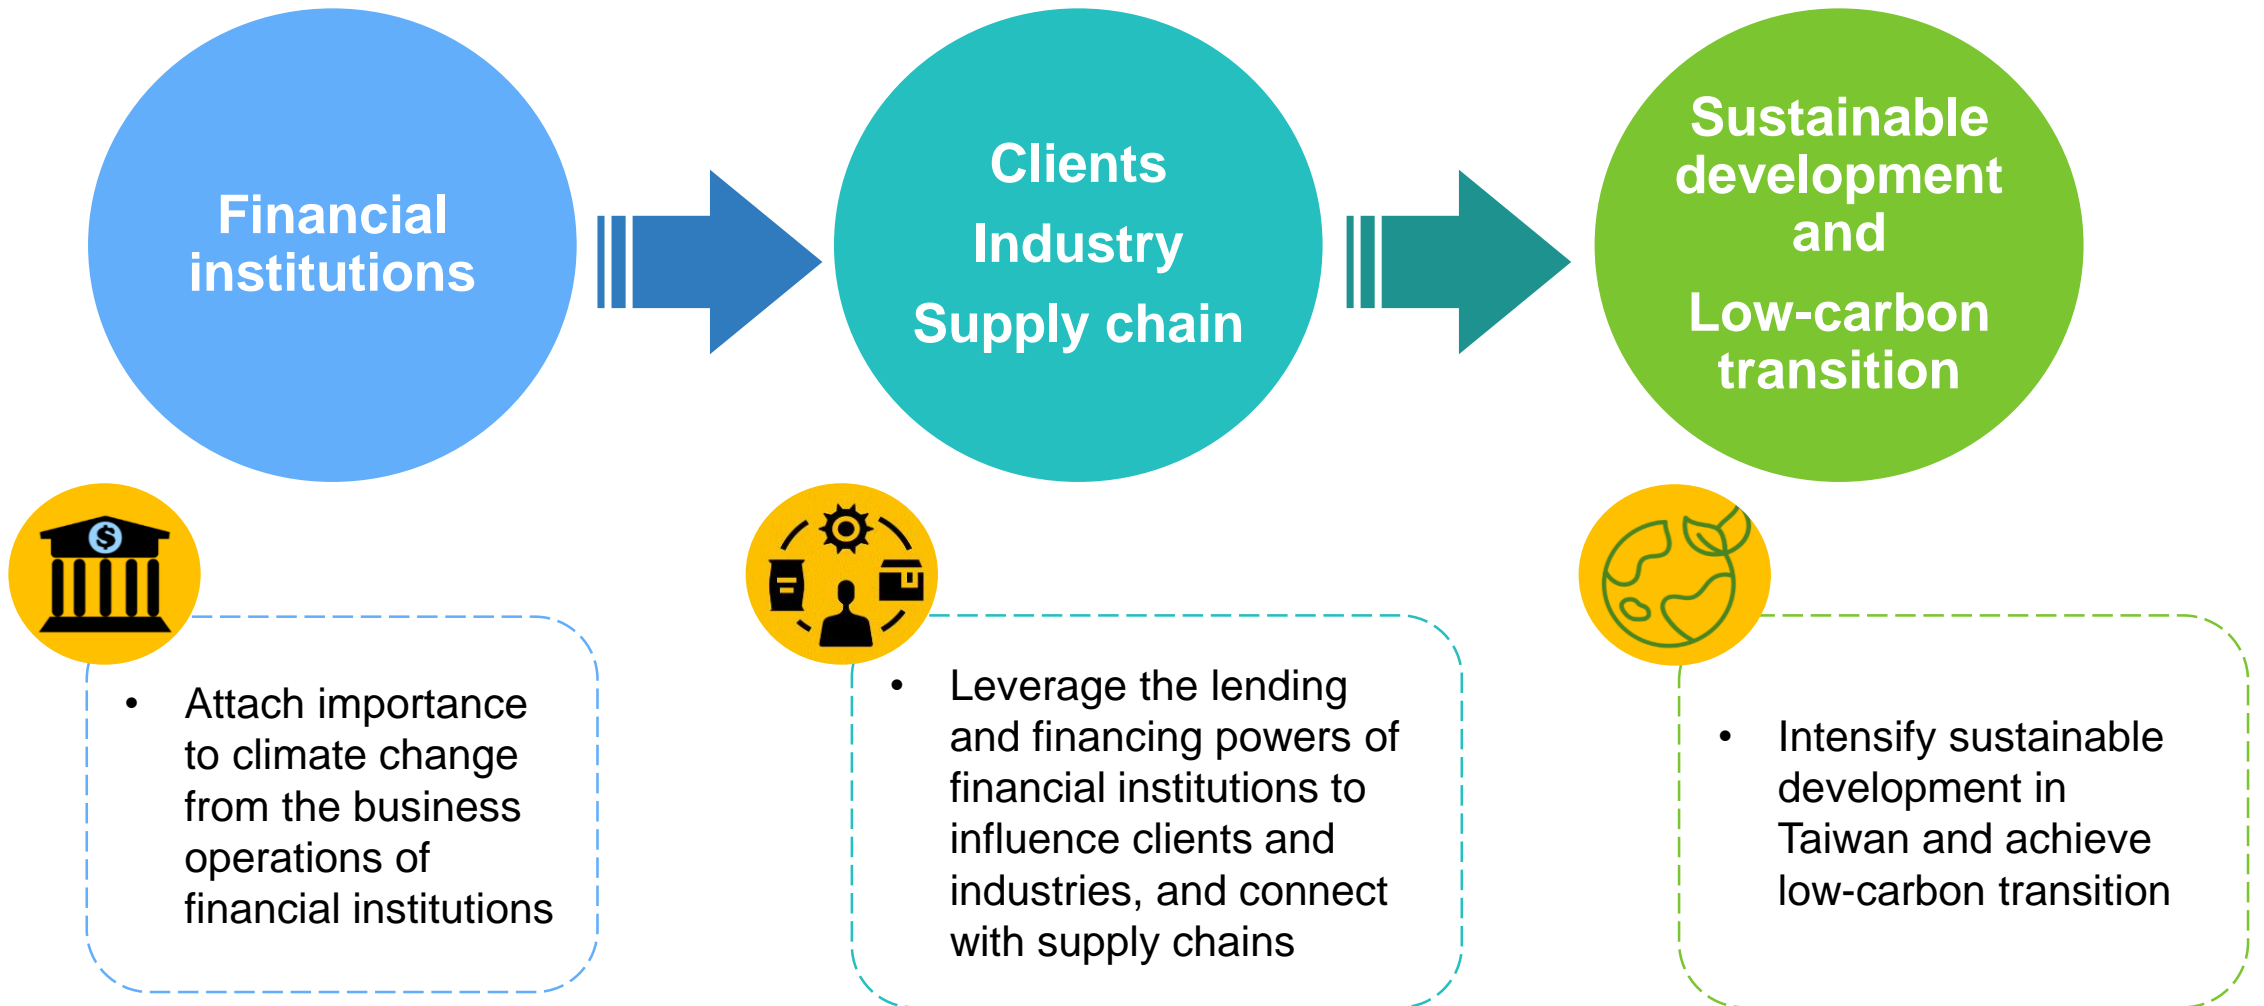 Financial
institutions
Clients
Industry
Supply chain
Sustainable
development
and
Low-carbon
transition
$
• Attach importance
to climate change
from the business
operations of
financial institutions
• Leverage the lending
and financing powers of
financial institutions to
influence clients and
industries, and connect
with supply chains
• Intensify sustainable
development in
Taiwan and achieve
low-carbon transition